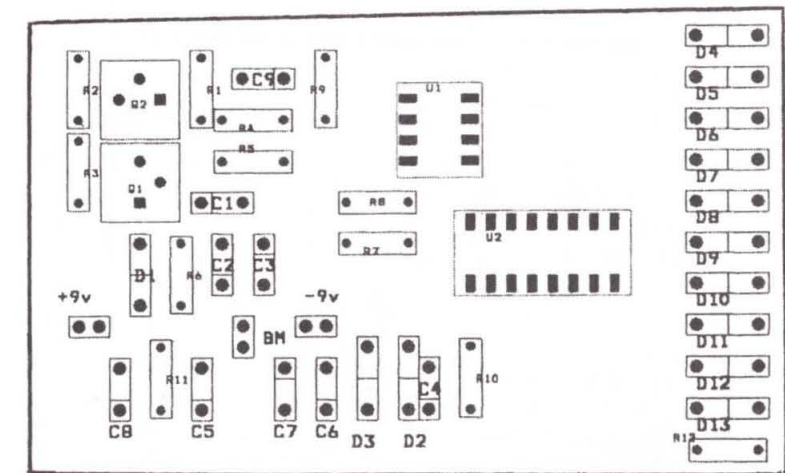 D4
R2
Q2
R1
C9
R9
U1
D5
R4
D6
R5
D7
R3
Q1
C1
R8
D8
U2
R7
D9
D1
R6
C2
C3
D10
+9v
-9v
D11
BM
R11
C4
R10
D12
C8
C5
C7
C6
D3
D2
D13
R12